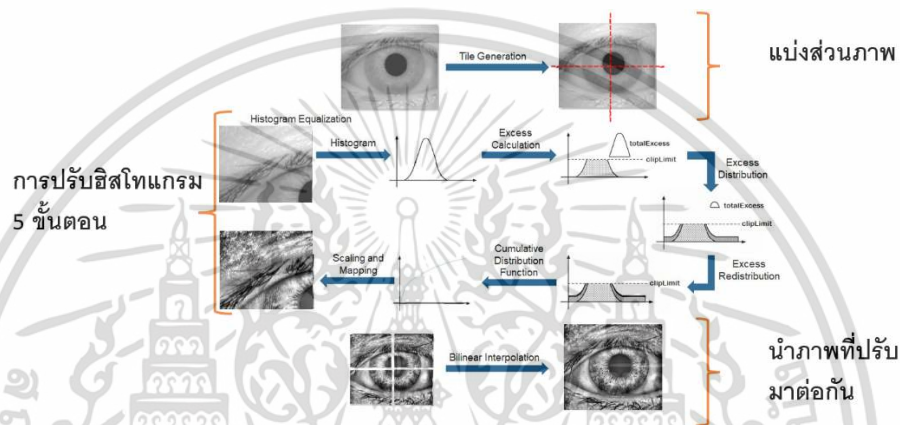 Tile Generation
แบ่งส่วนภาพ
Histogram Equalization
Histogram
Excess
Calculation
totalExcess
clipLimit
Excess
Distribution
การปรับฮิสโทแกรม
5 ขั้นตอน
totalExcess
clipLimit
Excess
Redistribution
clipLimit
Cumulative
Distribution
Function
Scaling and
Mapping
Bilinear Interpolation
นำภาพที่ปรับ
มาต่อกัน